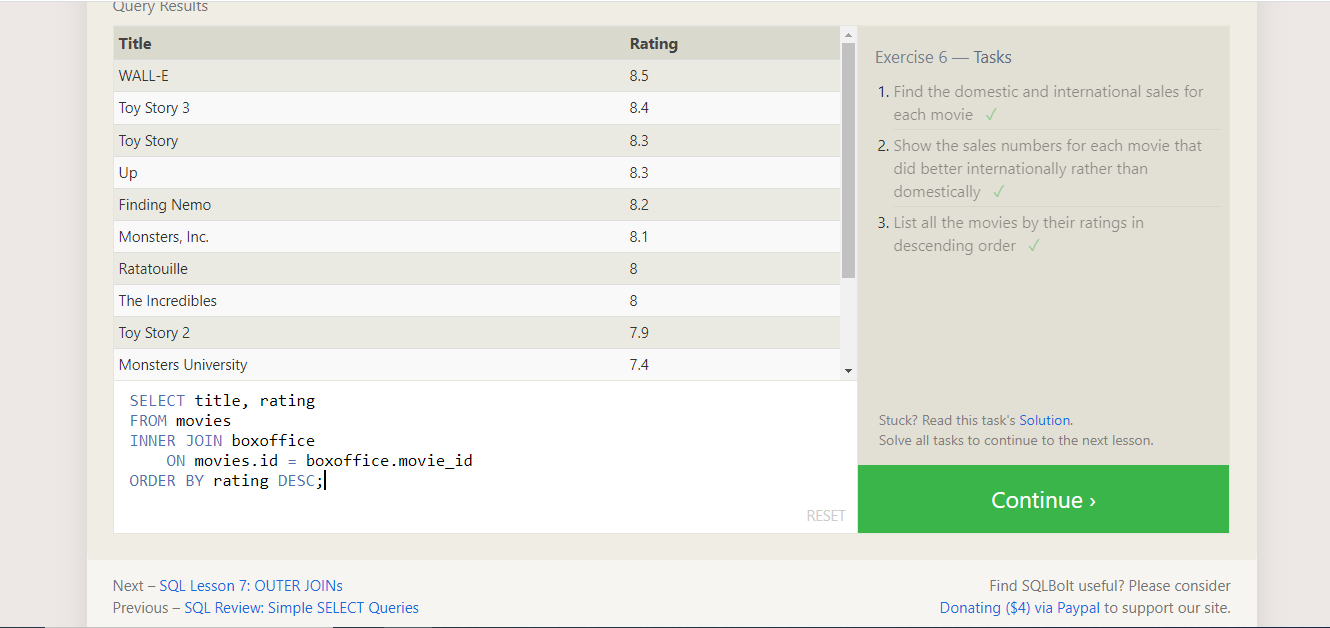 Query Results
Title Rating
WALL-E 8.5
Toy Story 3 8.4
Toy Story 8.3
Up 8.3
Finding Nemo 8.2
Monsters, Inc. 8.1
Ratatouille 8
The Incredibles 8
Toy Story 2 7.9
Monsters University 7.4
SELECT title, rating
FROM movies
INNER JOIN boxoffice
    ON movies.id = boxoffice.movie_id
ORDER BY rating DESC;
RESET
Exercise 6 — Tasks
1. Find the domestic and international sales for
each movie ✓
2. Show the sales numbers for each movie that
did better internationally rather than
domestically ✓
3. List all the movies by their ratings in
descending order ✓
Stuck? Read this task's Solution.
Solve all tasks to continue to the next lesson.
Continue ›
Next – SQL Lesson 7: OUTER JOINs
Previous – SQL Review: Simple SELECT Queries
Find SQLBolt useful? Please consider
Donating ($4) via Paypal to support our site.